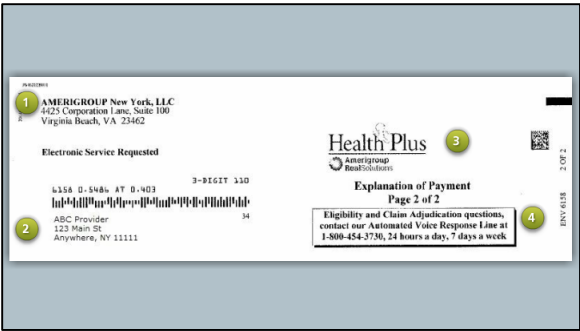 1
AMERIGROUP New York, LLC
4425 Corporation Lane, Suite 100
Virginia Beach, VA 23462
Electronic Service Requested
3-DIGIT 110
6158 0.5486 AT 0.403
34
2
ABC Provider
123 Main St
Anywhere, NY 11111
Health Plus
3
Amerigroup
RealSolutions
Explanation of Payment
Page 2 of 2
Eligibility and Claim Adjudication questions,
contact our Automated Voice Response Line at
1-800-454-3730, 24 hours a day, 7 days a week
4
ENV 6158 2 OF 2